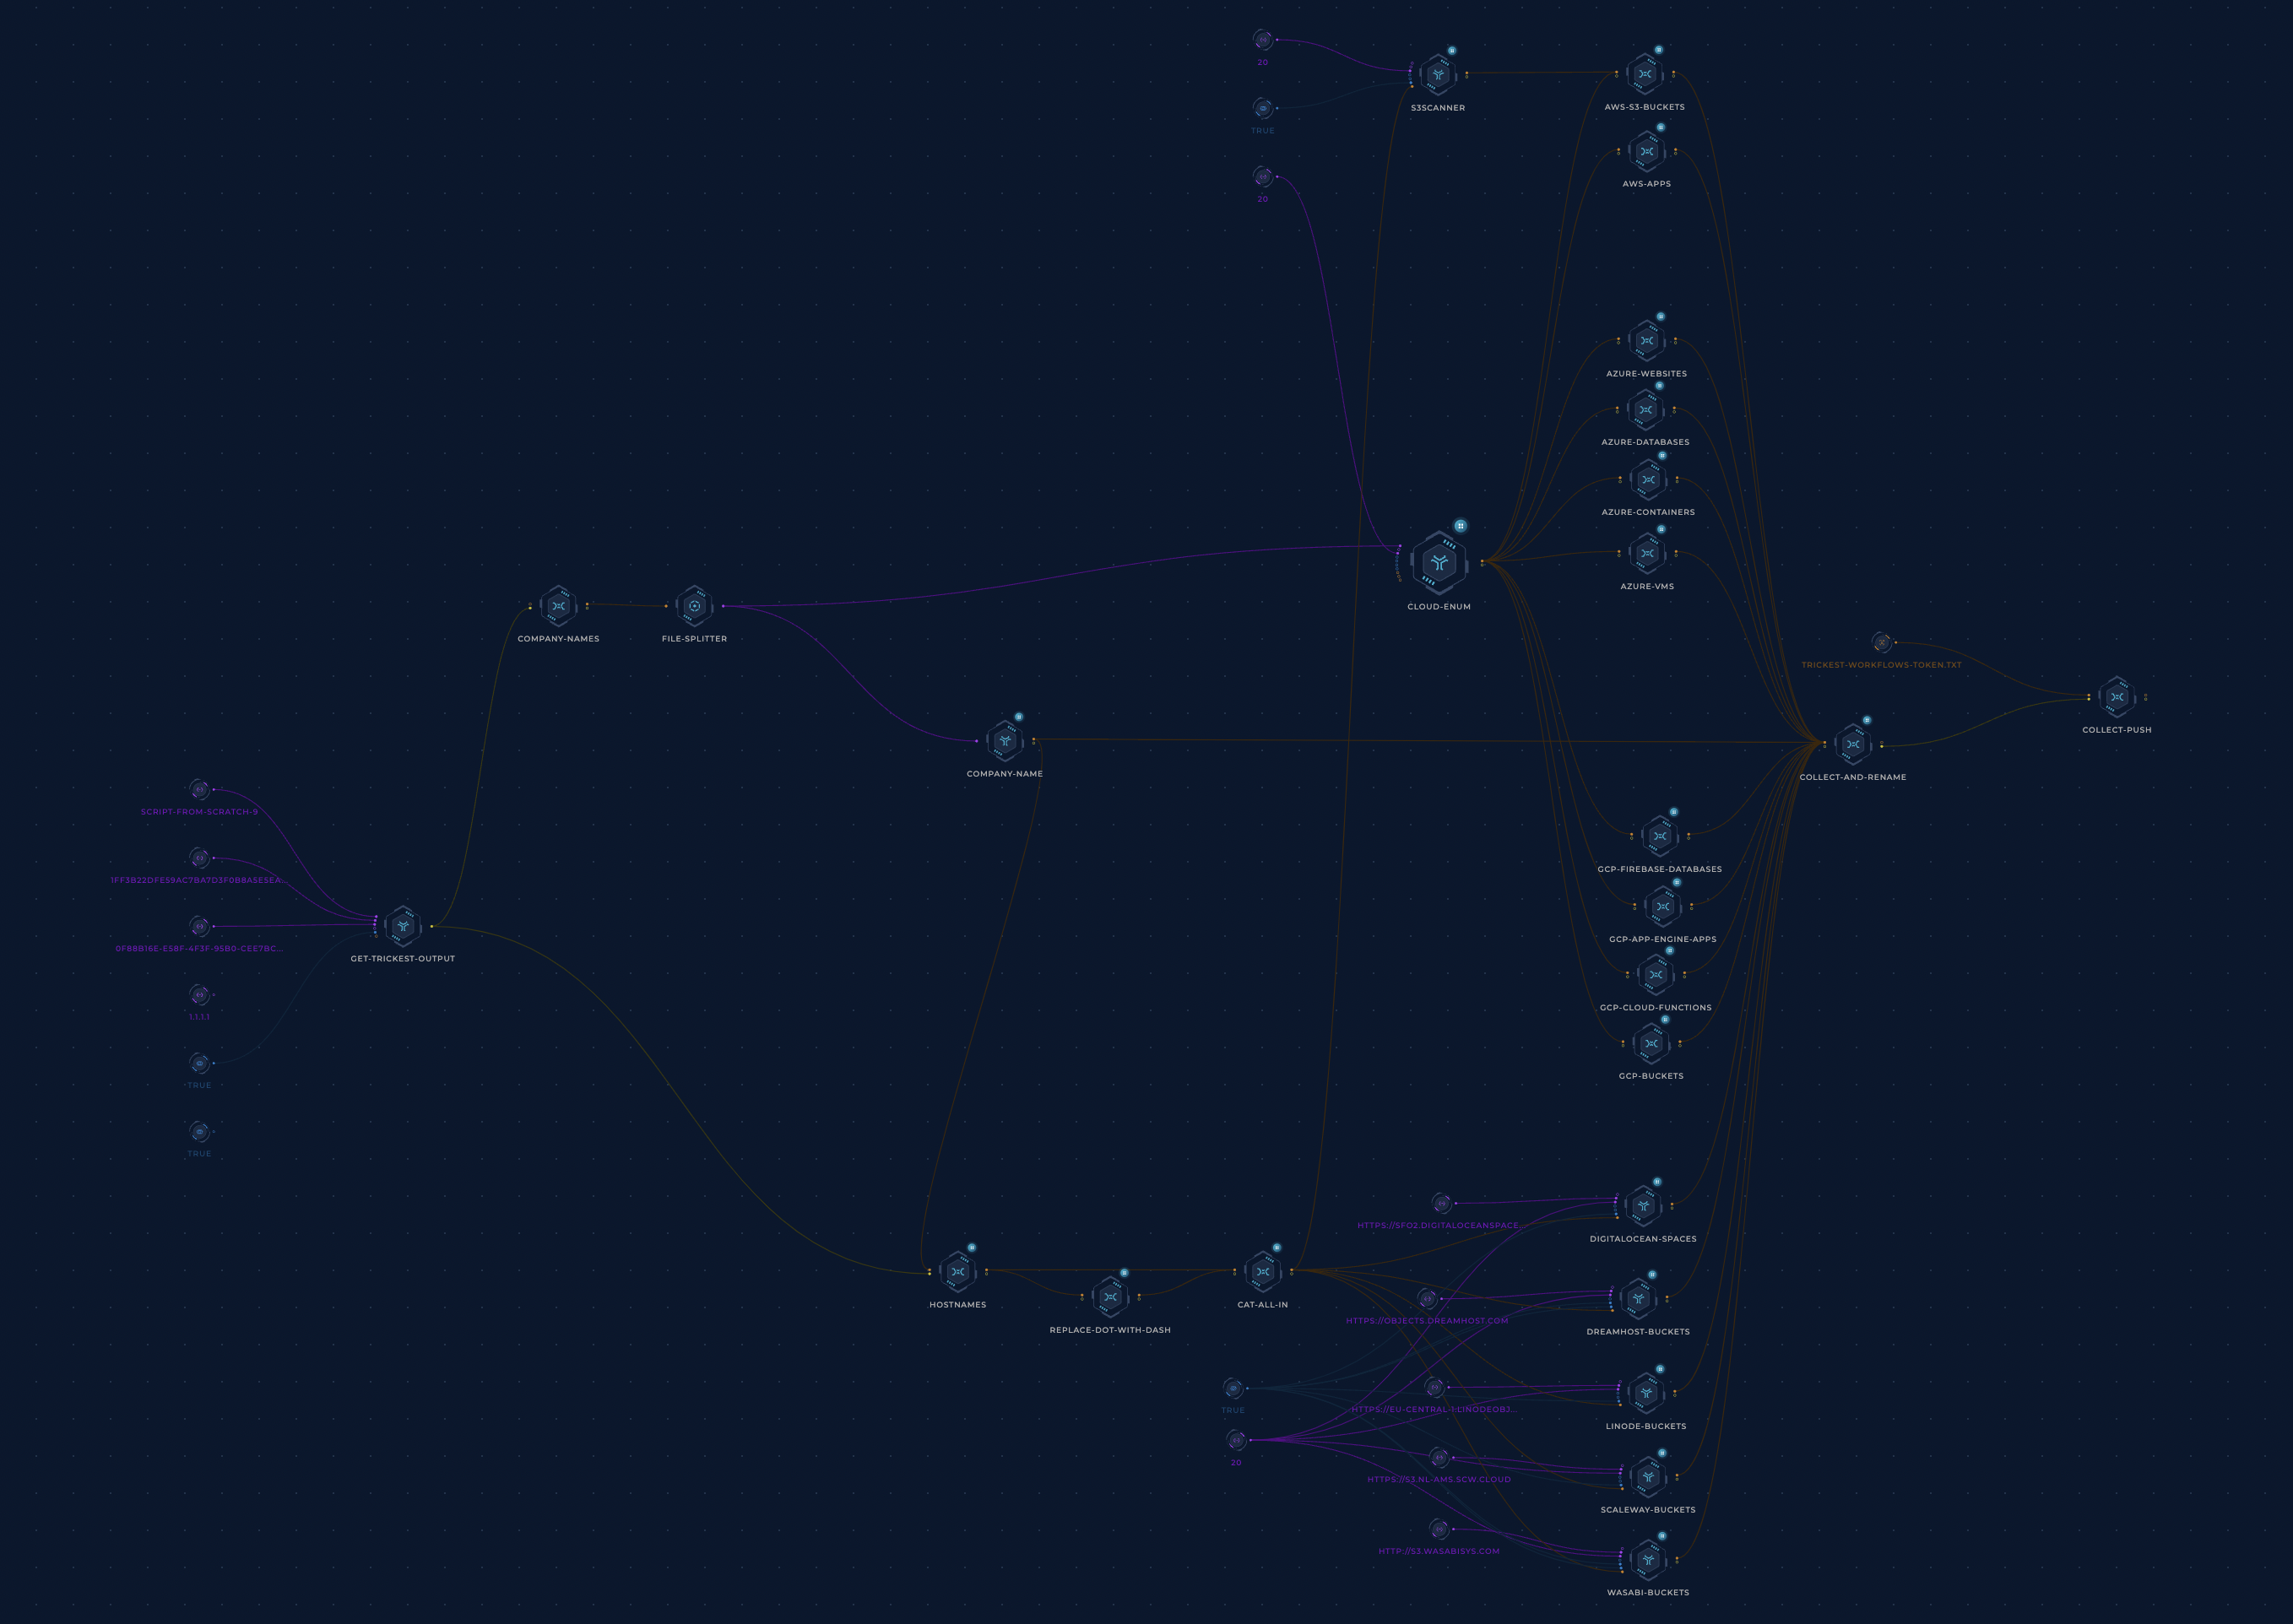 20
S3SCANNER
AWS-S3-BUCKETS
TRUE
AWS-APPS
20
AZURE-WEBSITES
AZURE-DATABASES
AZURE-CONTAINERS
AZURE-VMS
CLOUD-ENUM
COMPANY-NAMES
FILE-SPLITTER
TRICKEST-WORKFLOWS-TOKEN.TXT
COLLECT-PUSH
COMPANY-NAME
COLLECT-AND-RENAME
SCRIPT-FROM-SCRATCH-9
GCP-FIREBASE-DATABASES
1FF3B22DFE59AC7BA7D3F0B8A5E5EA...
GCP-APP-ENGINE-APPS
0F88B16E-E58F-4F3F-95B0-CEE7BC...
GET-TRICKEST-OUTPUT
GCP-CLOUD-FUNCTIONS
1.1.1.1
GCP-BUCKETS
TRUE
TRUE
HTTPS://SFO2.DIGITALOCEANSPACE...
DIGITALOCEAN-SPACES
HOSTNAMES
CAT-ALL-IN
HTTPS://OBJECTS.DREAMHOST.COM
REPLACE-DOT-WITH-DASH
DREAMHOST-BUCKETS
TRUE
HTTPS://EU-CENTRAL-1.LINODEOBJ...
LINODE-BUCKETS
20
HTTPS://S3.NL-AMS.SCW.CLOUD
SCALEWAY-BUCKETS
HTTP://S3.WASABISYS.COM
WASABI-BUCKETS